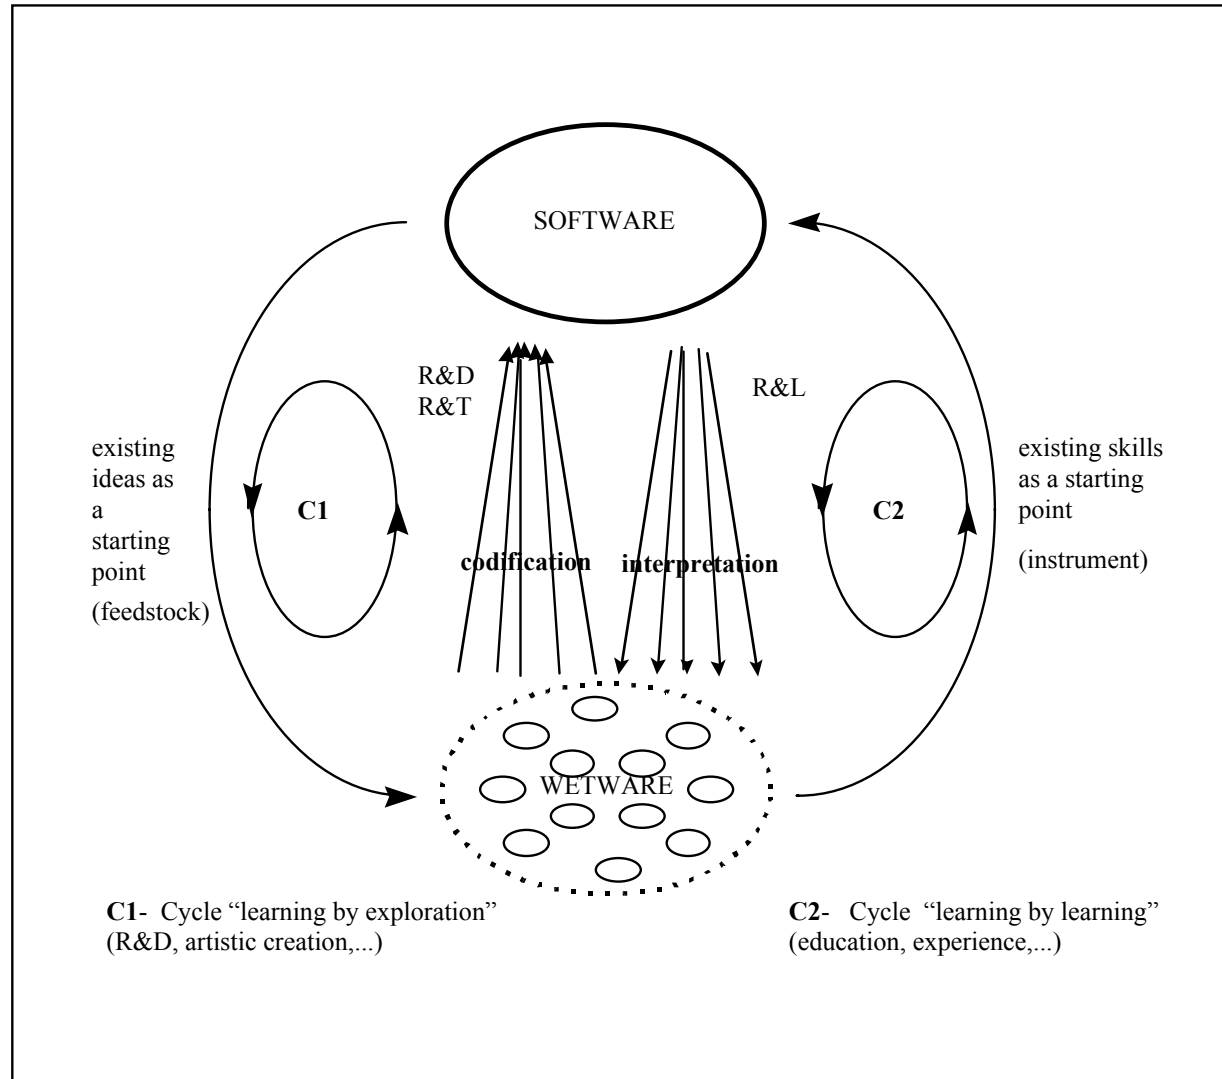 SOFTWARE
R&D
R&T
R&L
existing
ideas as
a
starting
point
(feedstock)
C1
codification
interpretation
C2
existing skills
as a starting
point
(instrument)
WETWARE
C1-  Cycle “learning by exploration”
(R&D, artistic creation,...)
C2-   Cycle  “learning by learning”
(education, experience,...)